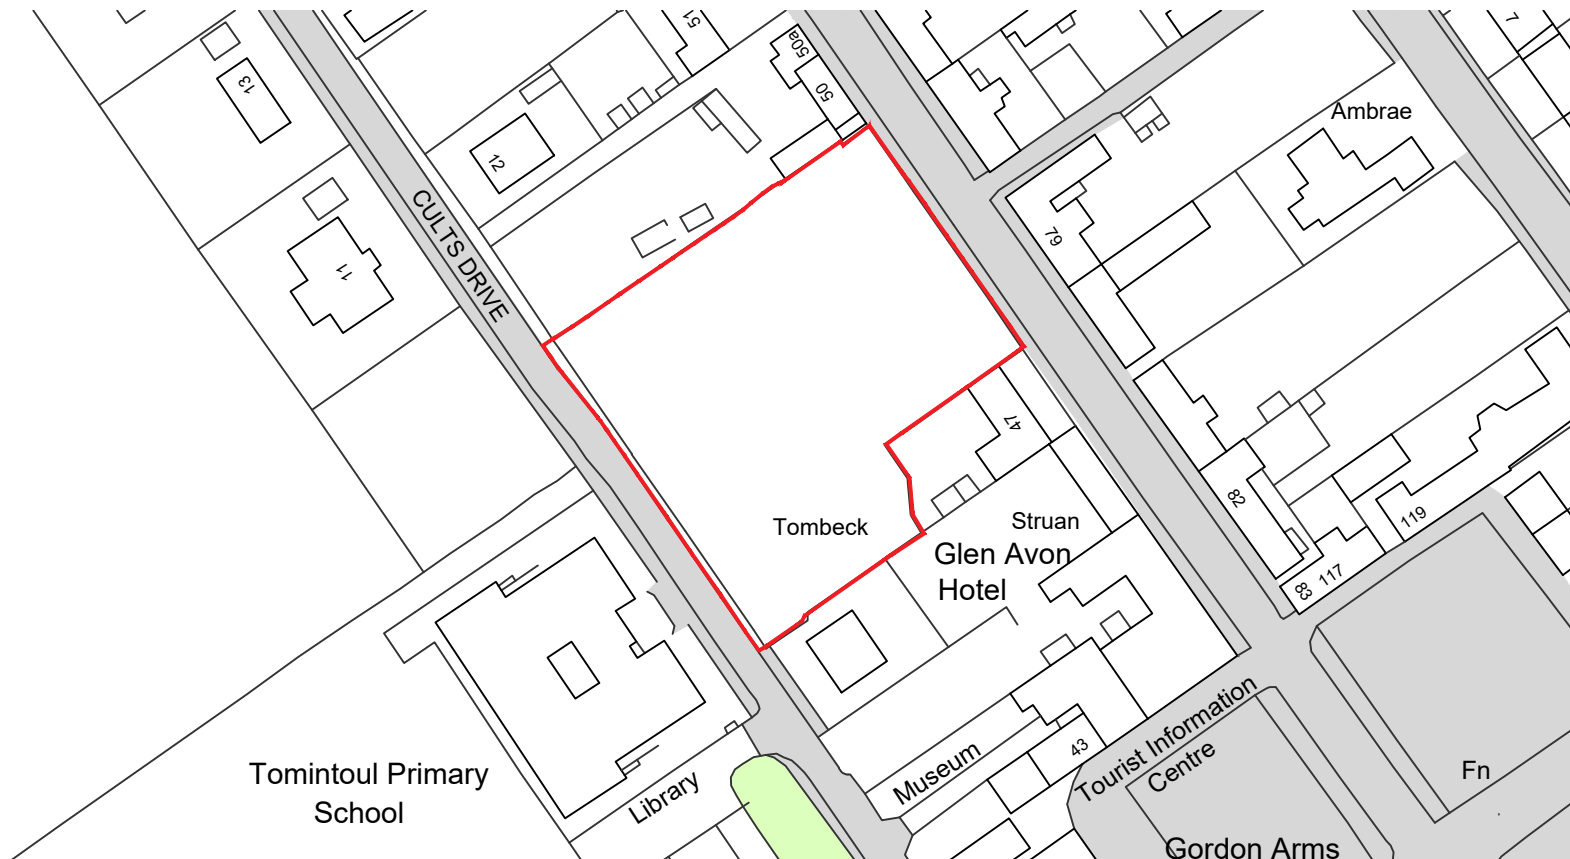 51
50a
7
13
50
Ambrae
12
CULTS DRIVE
79
11
47
82
Tombeck
Struan
119
Glen Avon
Hotel
117
83
Tourist Information
Centre
43
Museum
Tomintoul Primary
School
Library
Fn
Gordon Arms